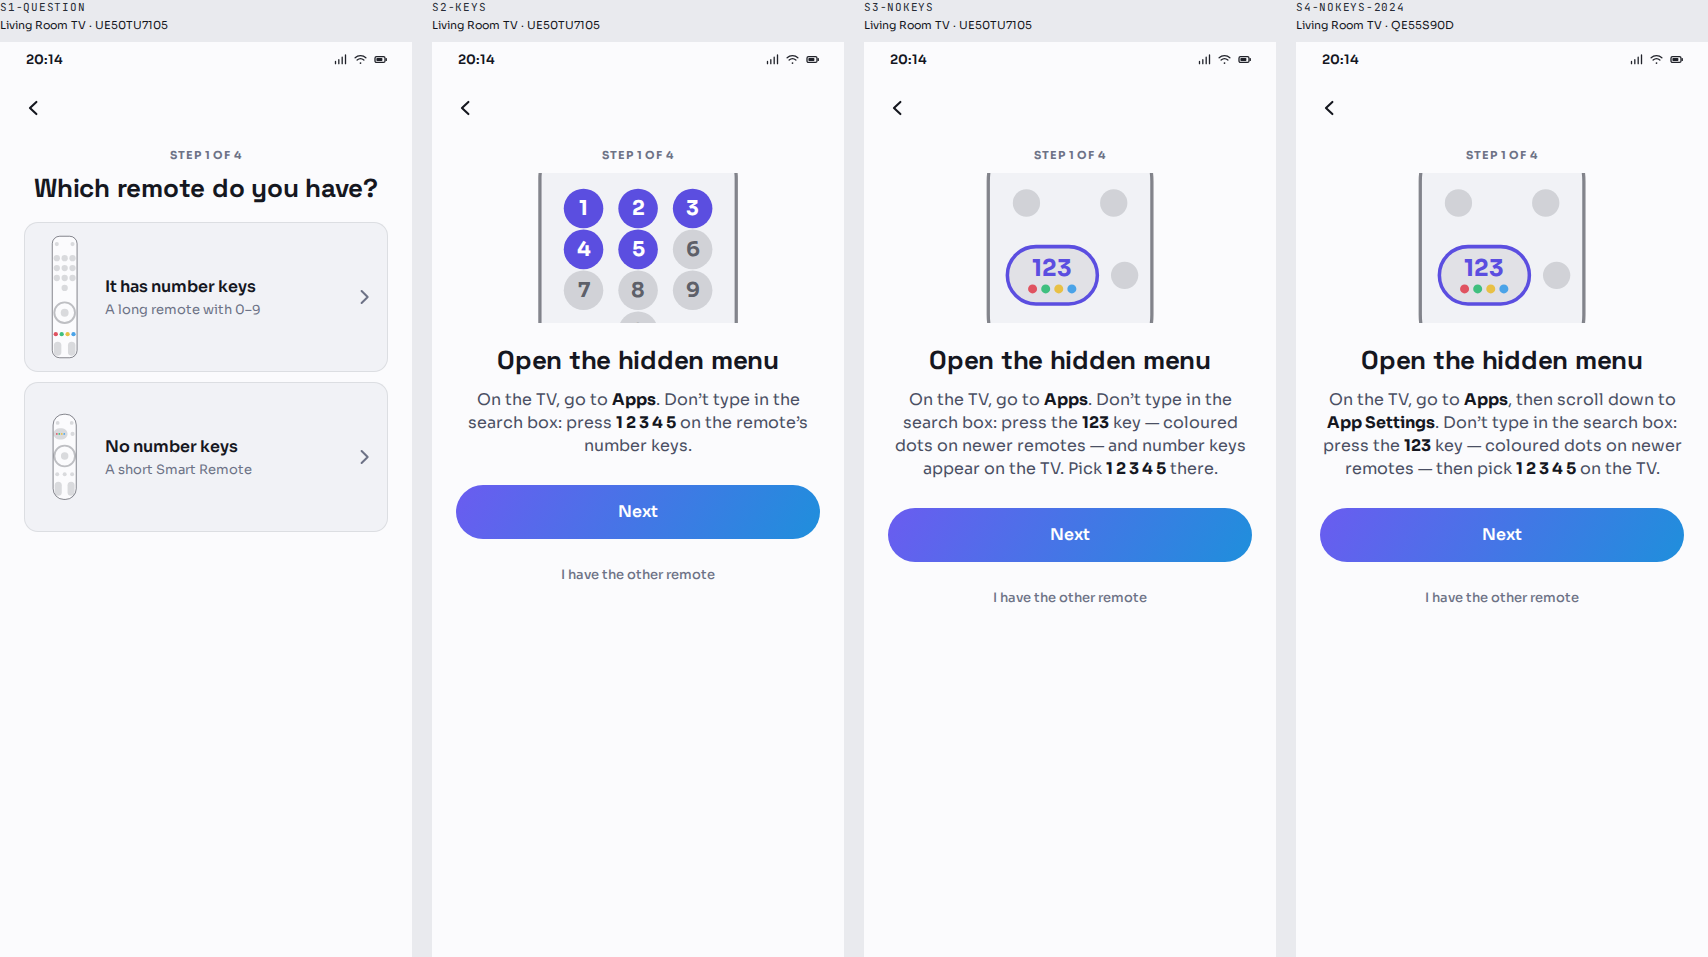 S1-QUESTION
Living Room TV · UE50TU7105
20:14
STEP 1 OF 4
Which remote do you have?
It has number keys
A long remote with 0–9
No number keys
A short Smart Remote
S2-KEYS
Living Room TV · UE50TU7105
20:14
STEP 1 OF 4
1 2 3
4 5 6
7 8 9
Open the hidden menu
On the TV, go to Apps. Don’t type in the
search box: press 1 2 3 4 5 on the remote’s
number keys.
Next
I have the other remote
S3-NOKEYS
Living Room TV · UE50TU7105
20:14
STEP 1 OF 4
123
Open the hidden menu
On the TV, go to Apps. Don’t type in the
search box: press the 123 key — coloured
dots on newer remotes — and number keys
appear on the TV. Pick 1 2 3 4 5 there.
Next
I have the other remote
S4-NOKEYS-2024
Living Room TV · QE55S90D
20:14
STEP 1 OF 4
123
Open the hidden menu
On the TV, go to Apps, then scroll down to
App Settings. Don’t type in the search box:
press the 123 key — coloured dots on newer
remotes — then pick 1 2 3 4 5 on the TV.
Next
I have the other remote